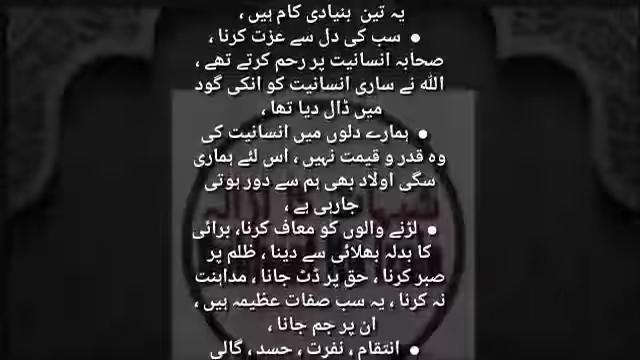 یہ تین بنیادی کام ہیں ،
● سب کی دل سے عزت کرنا ،
صحابہ انسانیت پر رحم کرتے تھے ،
اللہ نے ساری انسانیت کو انکی گود
میں ڈال دیا تھا ،
● ہمارے دلوں میں انسانیت کی
وہ قدر و قیمت نہیں ، اس لئے ہماری
سگی اولاد بھی ہم سے دور ہوتی
جارہی ہے ،
● لڑنے والوں کو معاف کرنا، برائی
کا بدلہ بھلائی سے دینا ، ظلم پر
صبر کرنا ، حق پر ڈٹ جانا ، مداہنت
نہ کرنا ، یہ سب صفات عظیمہ ہیں ،
ان پر جم جانا ،
● انتقام ، نفرت ، حسد ، گالی